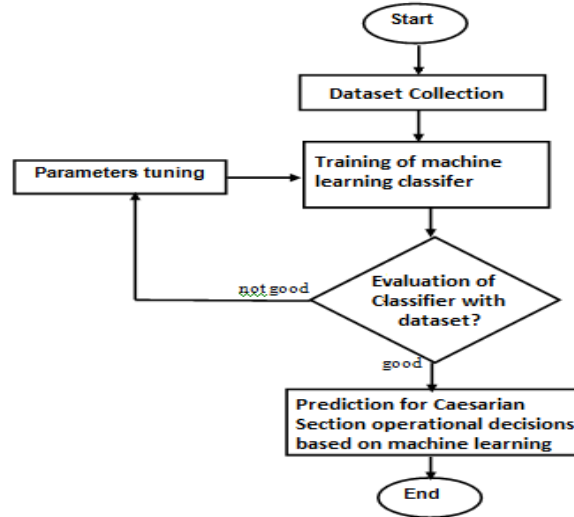 Start
Dataset Collection
Training of machine
learning classifer
Parameters tuning
Evaluation of
Classifier with
dataset?
not good
good
Prediction for Caesarian
Section operational decisions
based on machine learning
End